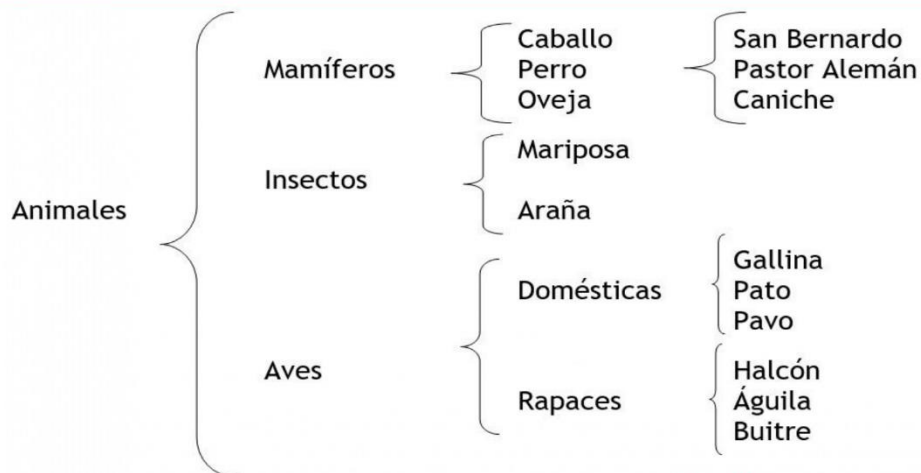 Animales
Mamíferos
Caballo
Perro
Oveja
San Bernardo
Pastor Alemán
Caniche
Insectos
Mariposa
Araña
Aves
Domésticas
Gallina
Pato
Pavo
Rapaces
Halcón
Águila
Buitre